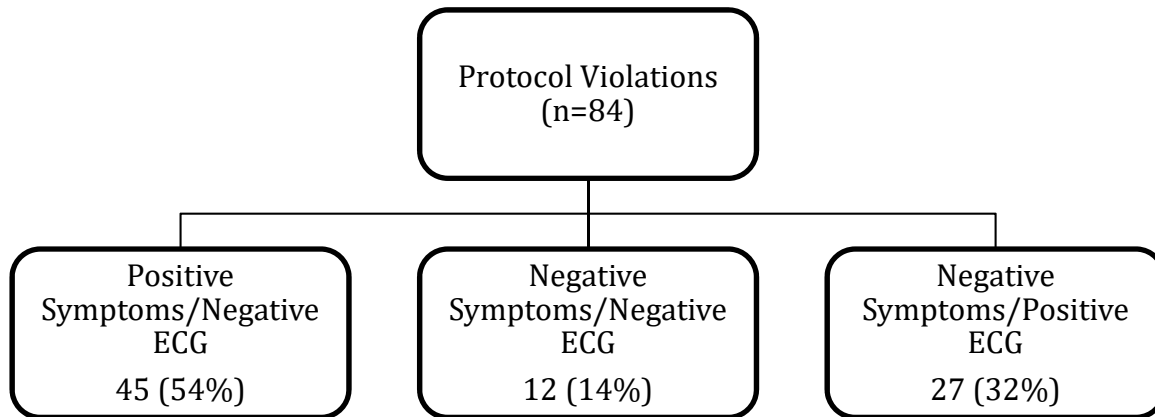 Protocol Violations
(n=84)
Positive
Symptoms/Negative
ECG
45 (54%)
Negative
Symptoms/Negative
ECG
12 (14%)
Negative
Symptoms/Positive
ECG
27 (32%)